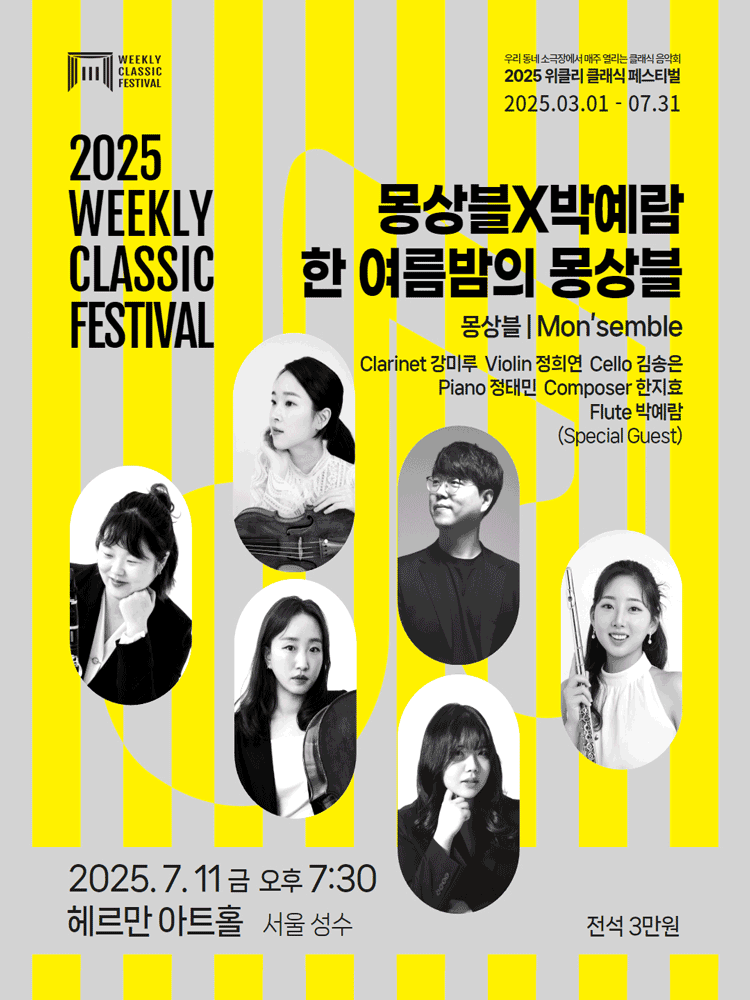 WEEKLY
CLASSIC
FESTIVAL
우리 동네 소극장에서 매주 열리는 클래식 음악회
2025 위클리 클래식 페스티벌
2025.03.01 - 07.31
2025
WEEKLY
CLASSIC
FESTIVAL
몽상블X박예람
한 여름밤의 몽상블
몽상블 | Mon'semble
Clarinet 강미루 Violin 정희연 Cello 김송은
Piano 정태민 Composer 한지효
Flute 박예람
(Special Guest)
2025. 7. 11 금 오후 7:30
헤르만 아트홀 서울 성수
전석 3만원